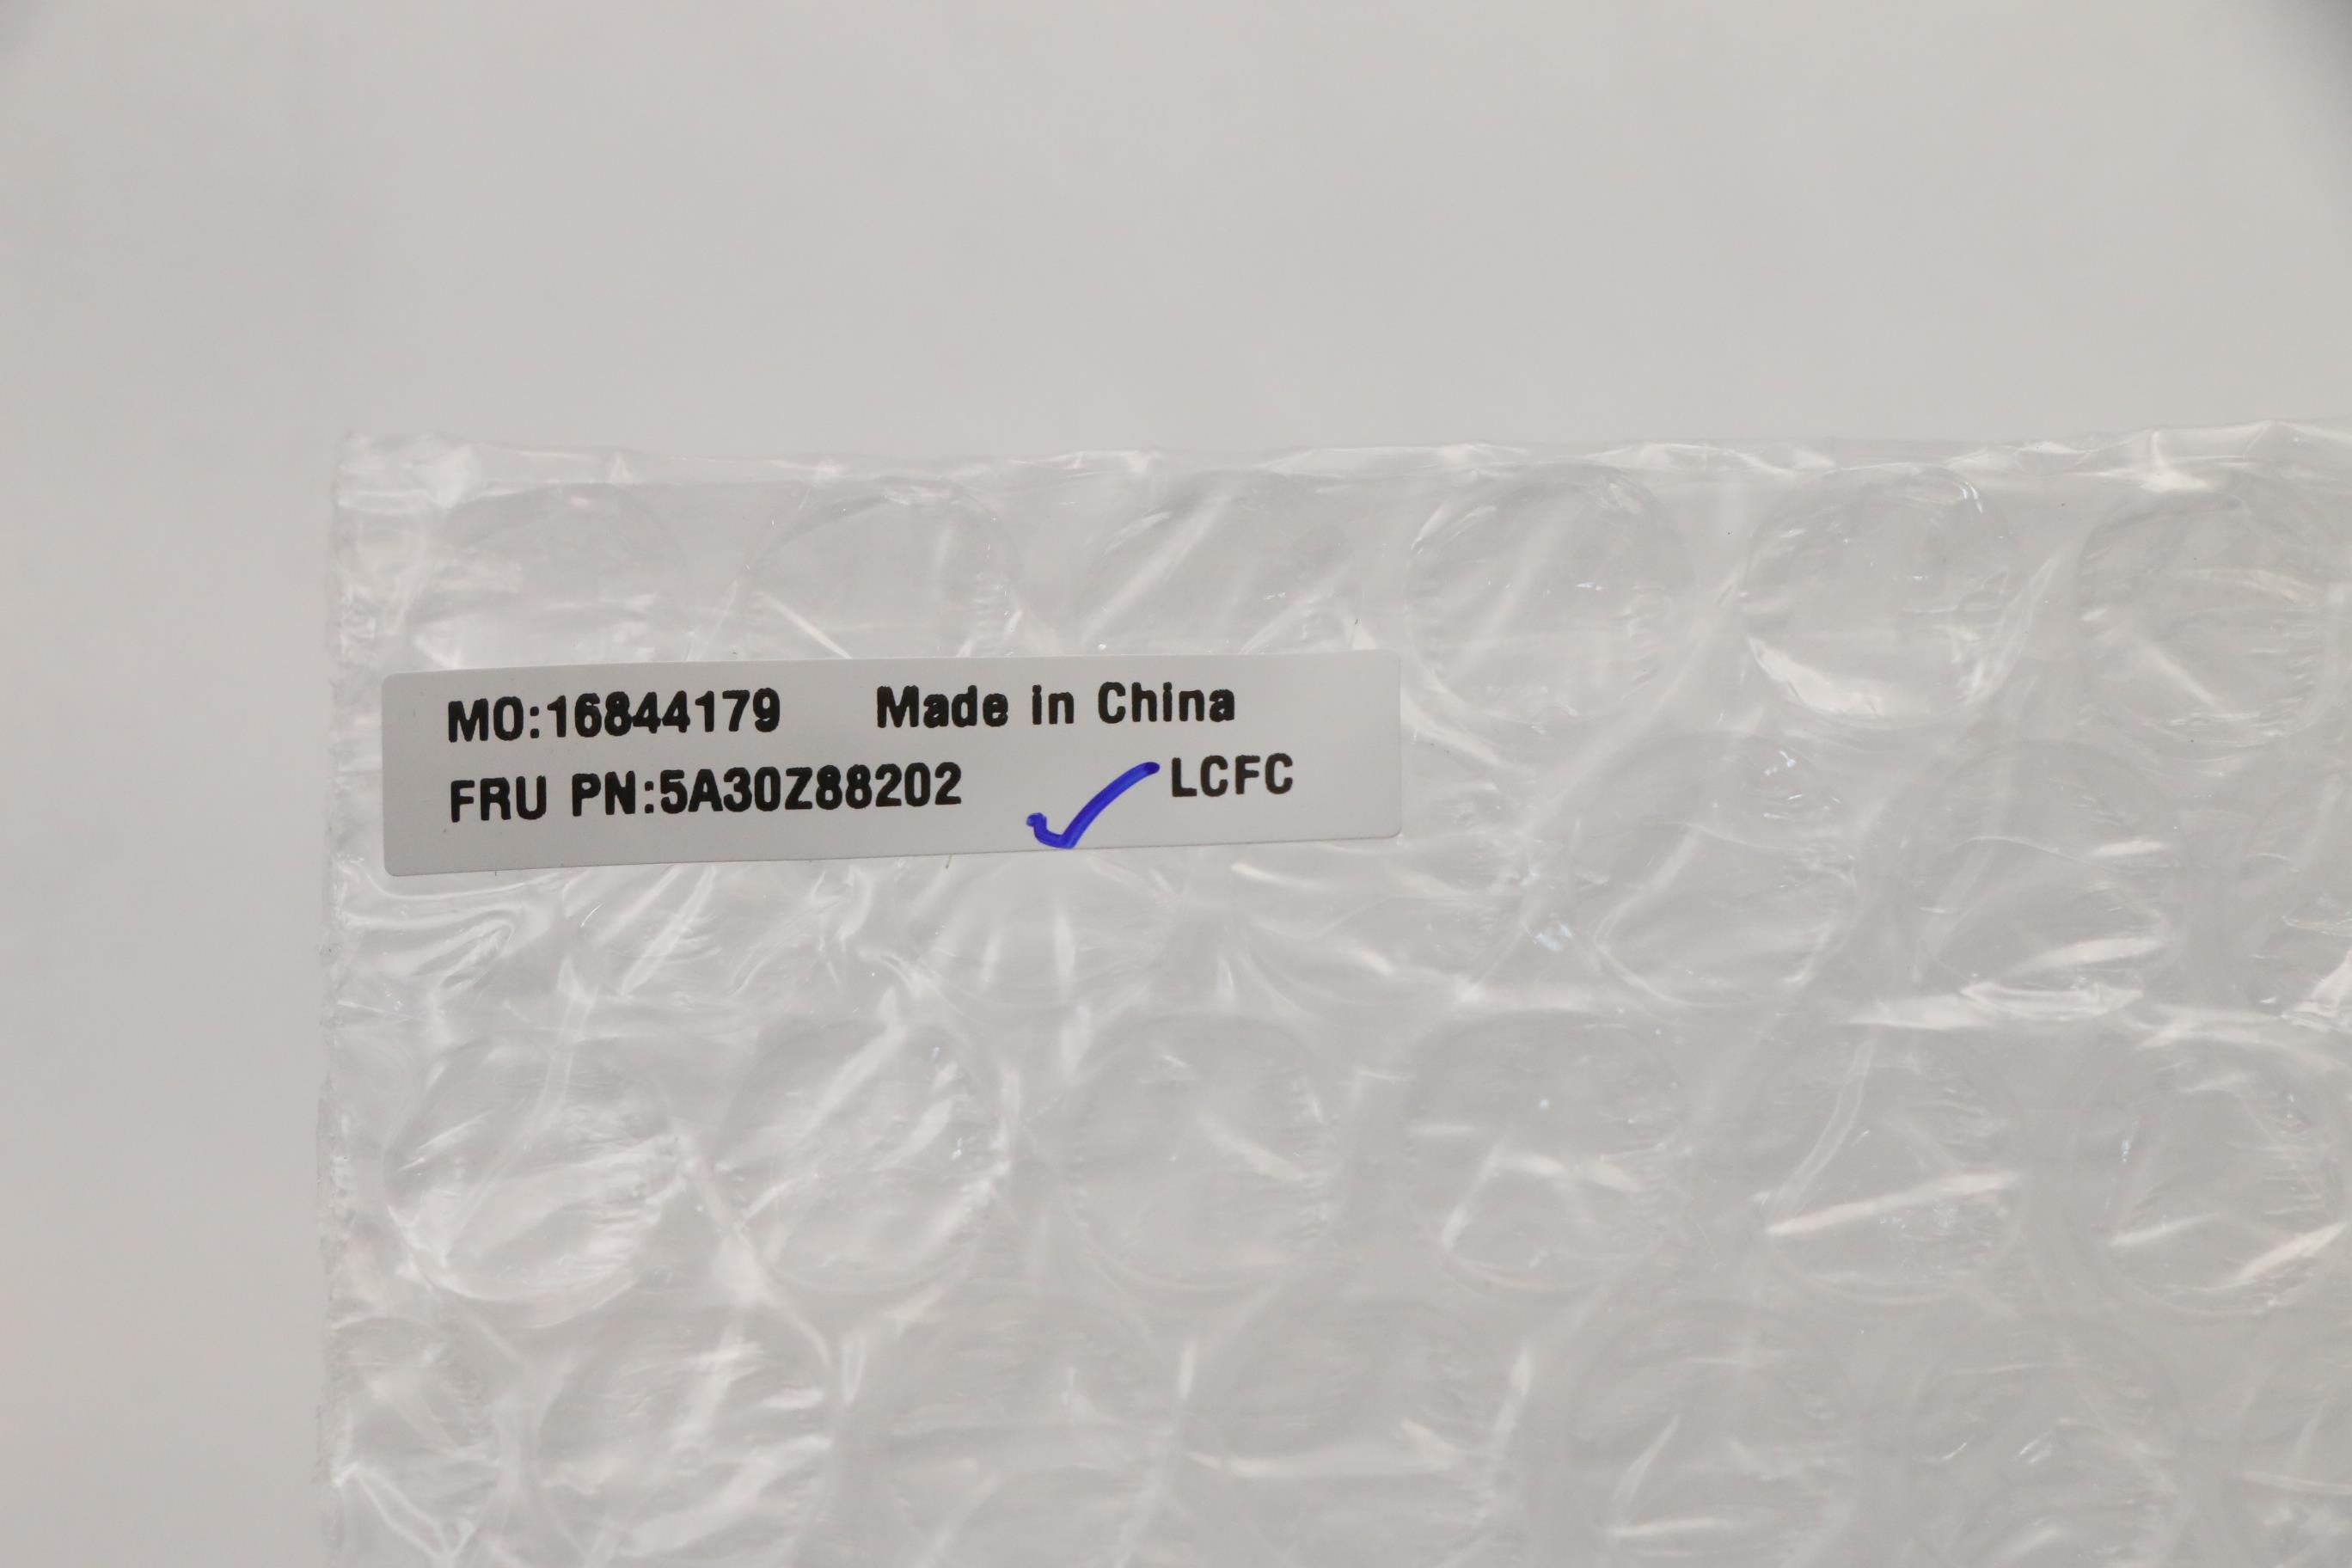 MO:16844179 Made in China
FRU PN:5A30Z88202 LCFC